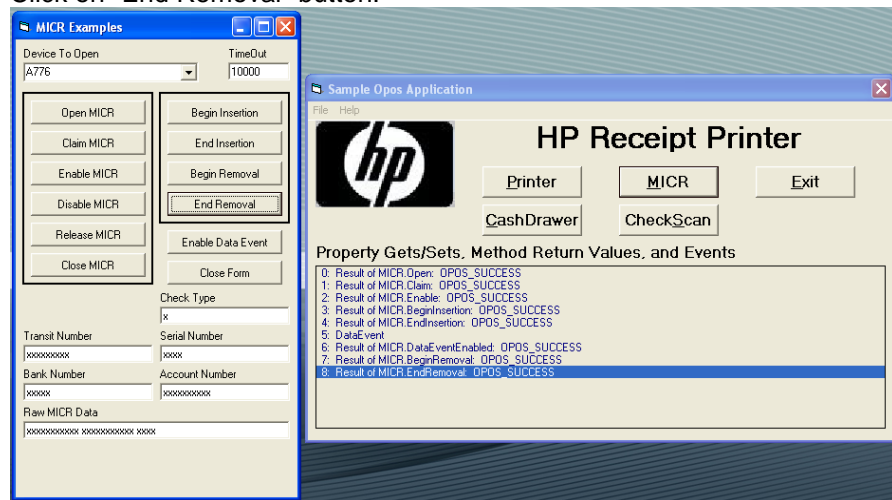 Click on "End Removal" button.
MICR Examples
Device To Open TimeOut
A776 10000
Open MICR Begin Insertion
Claim MICR End Insertion
Enable MICR Begin Removal
Disable MICR End Removal
Release MICR Enable Data Event
Close MICR Close Form
Check Type
x
Transit Number Serial Number
xxxxxxxxx xxxx
Bank Number Account Number
xxxxx xxxxxxxxxx
Raw MICR Data
xxxxxxxxxxx xxxxxxxxxxx xxxx
Sample Opos Application
File Help
hp HP Receipt Printer
Printer MICR Exit
CashDrawer CheckScan
Property Gets/Sets, Method Return Values, and Events
0: Result of MICR.Open: OPOS_SUCCESS
1: Result of MICR.Claim: OPOS_SUCCESS
2: Result of MICR.Enable: OPOS_SUCCESS
3: Result of MICR.BeginInsertion: OPOS_SUCCESS
4: Result of MICR.EndInsertion: OPOS_SUCCESS
5: DataEvent
6: Result of MICR.DataEventEnabled: OPOS_SUCCESS
7: Result of MICR.BeginRemoval: OPOS_SUCCESS
8: Result of MICR.EndRemoval: OPOS_SUCCESS